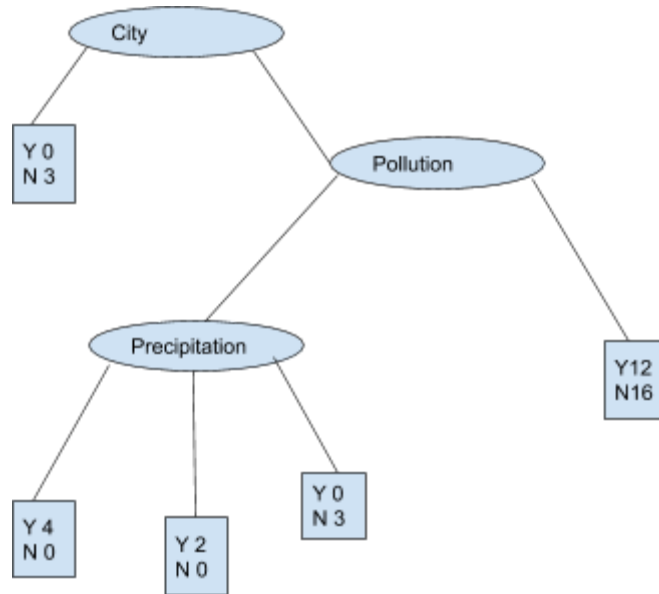 City
Y 0
N 3
Pollution
Precipitation
Y12
N16
Y 0
N 3
Y 4
N 0
Y 2
N 0